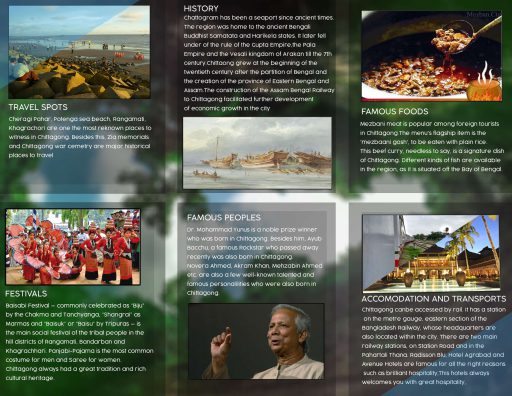 TRAVEL SPOTS
Cheragi Pahar, Potenga sea beach, Rangamati,
Khagrachari are one the most reknown places to
witness in Chittagong. Besides this, Zia memorials
and Chittagong war cemetry are major historical
places to travel
HISTORY
Chattogram has been a seaport since ancient times.
The region was home to the ancient Bengali
Buddhist Samatata and Harikela states. It later fell
under of the rule of the Gupta Empire,the Pala
Empire and the Vesali kingdom of Arakan till the 7th
century.Chittaong grew at the beginning of the
twentieth century after the partition of Bengal and
the creation of the province of Eastern Bengal and
Assam.The construction of the Assam Bengal Railway
to Chittagong facilitated further development
of economic growth in the city.
Mezban
FAMOUS FOODS
Mezbani meat is popular among foreign tourists
in Chittagong.The menu's flagship item is the
'mezbaani gosh', to be eaten with plain rice.
This beef curry, needless to say, is a signature dish
of Chittagong. Different kinds of fish are available
in the region, as it is situated off the Bay of Bengal
FESTIVALS
Baisabi Festival – commonly celebrated as "Biju"
by the Chakma and Tanchyanga, 'Shangrai' as
Marmos and "Baisuk" or "Baisu" by Tripuras – is
the main social festival of the tribal people in the
hill districts of Rangamati, Bandarban and
Khagrachhari. Panjabi-Pajama is the most common
costume for men and Saree for women.
Chittagong always had a great tradition and rich
cultural heritage.
FAMOUS PEOPLES
Dr. Mohammad Yunus is a noble prize winner
who was born in Chittagong. Besides him, Ayub
Bacchu, a famous Rockstar who passed away
recently was also born in Chittagong.
Novera Ahmed, Akram Khan, Mehzabin Ahmed
etc. are also a few well-known talented and
famous personalities who were also born in
Chittagong.
ACCOMODATION AND TRANSPORTS
Chittagong canbe accessed by rail. It has a station
on the metre gauge, eastern section of the
Bangladesh Railway, whose headquarters are
also located within the city. There are two main
railway stations, on Station Road and in the
Pahartali Thana. Radisson Blu, Hotel Agrabad and
Avenue Hotels are famous for all the right reasons
such as briliant hospitality.This hotels always
welcomes you with great hospitality.